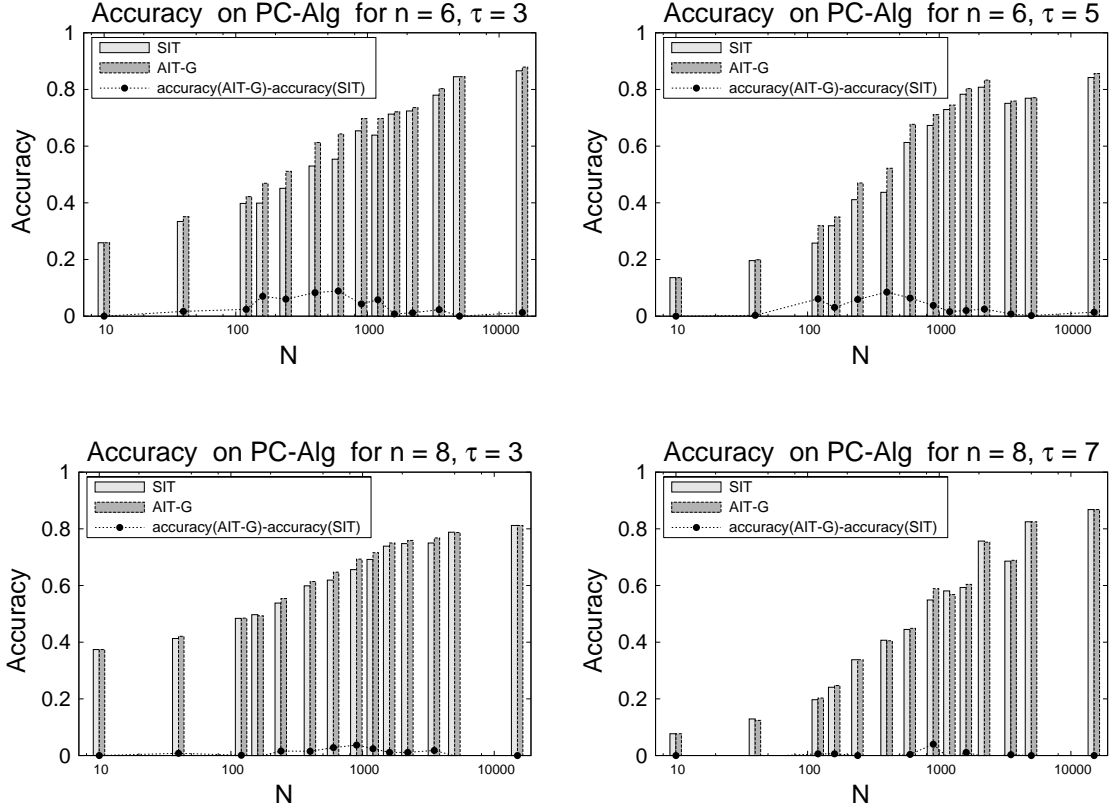 Accuracy on PC-Alg for n = 6, τ = 3
1
SIT
AIT-G
accuracy(AIT-G)-accuracy(SIT)
0.8
0.6
0.4
0.2
0
Accuracy
10
100
1000
10000
N
Accuracy on PC-Alg for n = 6, τ = 5
1
SIT
AIT-G
accuracy(AIT-G)-accuracy(SIT)
0.8
0.6
0.4
0.2
0
Accuracy
10
100
1000
10000
N
Accuracy on PC-Alg for n = 8, τ = 3
1
SIT
AIT-G
accuracy(AIT-G)-accuracy(SIT)
0.8
0.6
0.4
0.2
0
Accuracy
10
100
1000
10000
N
Accuracy on PC-Alg for n = 8, τ = 7
1
SIT
AIT-G
accuracy(AIT-G)-accuracy(SIT)
0.8
0.6
0.4
0.2
0
Accuracy
10
100
1000
10000
N